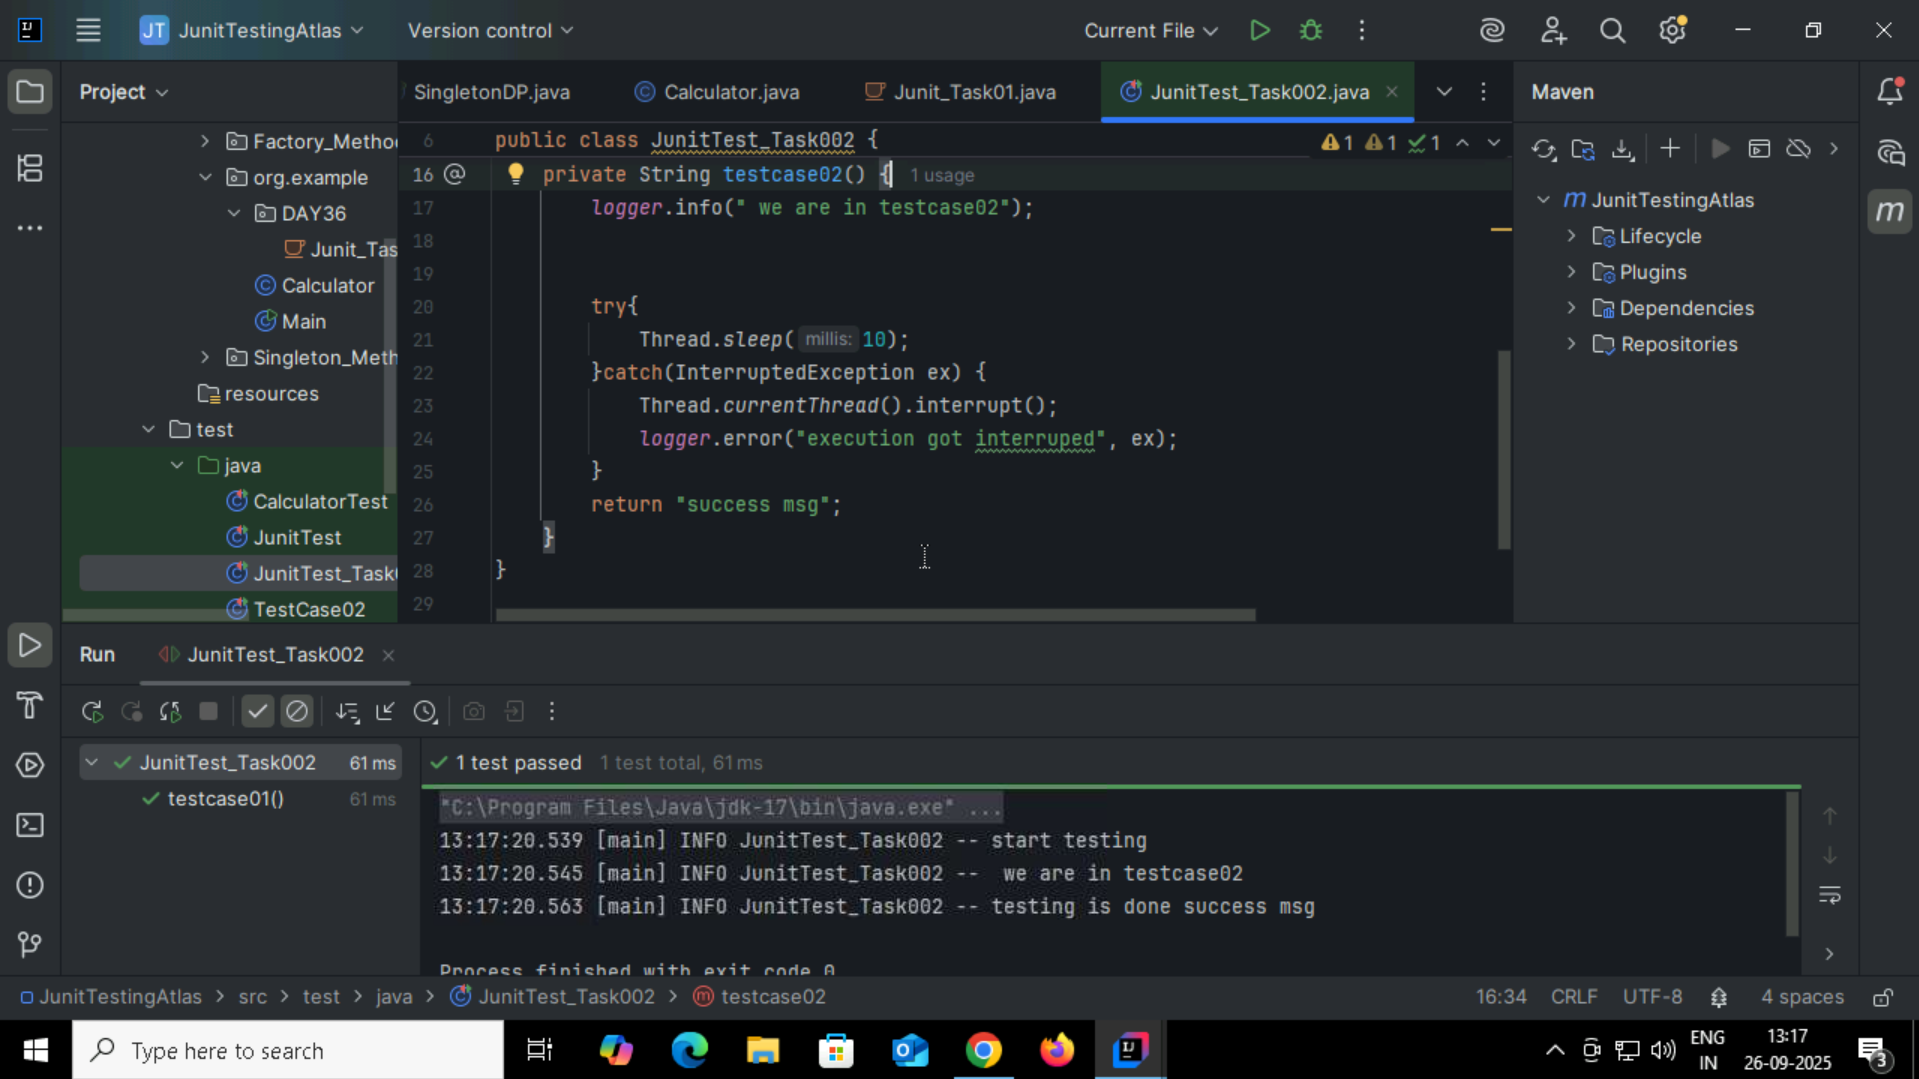 JT JunitTestingAtlas
Version control
Current File
Project
SingletonDP.java
Calculator.java
Junit_Task01.java
JunitTest_Task002.java
Maven
Factory_Metho
org.example
DAY36
Junit_Tas
Calculator
Main
Singleton_Meth
resources
test
java
CalculatorTest
JunitTest
JunitTest_Task
TestCase02
6 public class JunitTest_Task002 {
1 1 1
16 private String testcase02() { 1 usage
17 logger.info(" we are in testcase02");
18
19
20 try{
21 Thread.sleep( millis: 10);
22 }catch(InterruptedException ex) {
23 Thread.currentThread().interrupt();
24 logger.error("execution got interruped", ex);
25 }
26 return "success msg";
27 }
28 }
29
JunitTestingAtlas
Lifecycle
Plugins
Dependencies
Repositories
Run
JunitTest_Task002
JunitTest_Task002 61 ms
testcase01() 61 ms
1 test passed 1 test total, 61 ms
"C:\Program Files\Java\jdk-17\bin\java.exe" ...
13:17:20.539 [main] INFO JunitTest_Task002 -- start testing
13:17:20.545 [main] INFO JunitTest_Task002 --  we are in testcase02
13:17:20.563 [main] INFO JunitTest_Task002 -- testing is done success msg
Process finished with exit code 0
JunitTestingAtlas > src > test > java > JunitTest_Task002 > testcase02
16:34 CRLF UTF-8 4 spaces
Type here to search
ENG
IN
13:17
26-09-2025
3